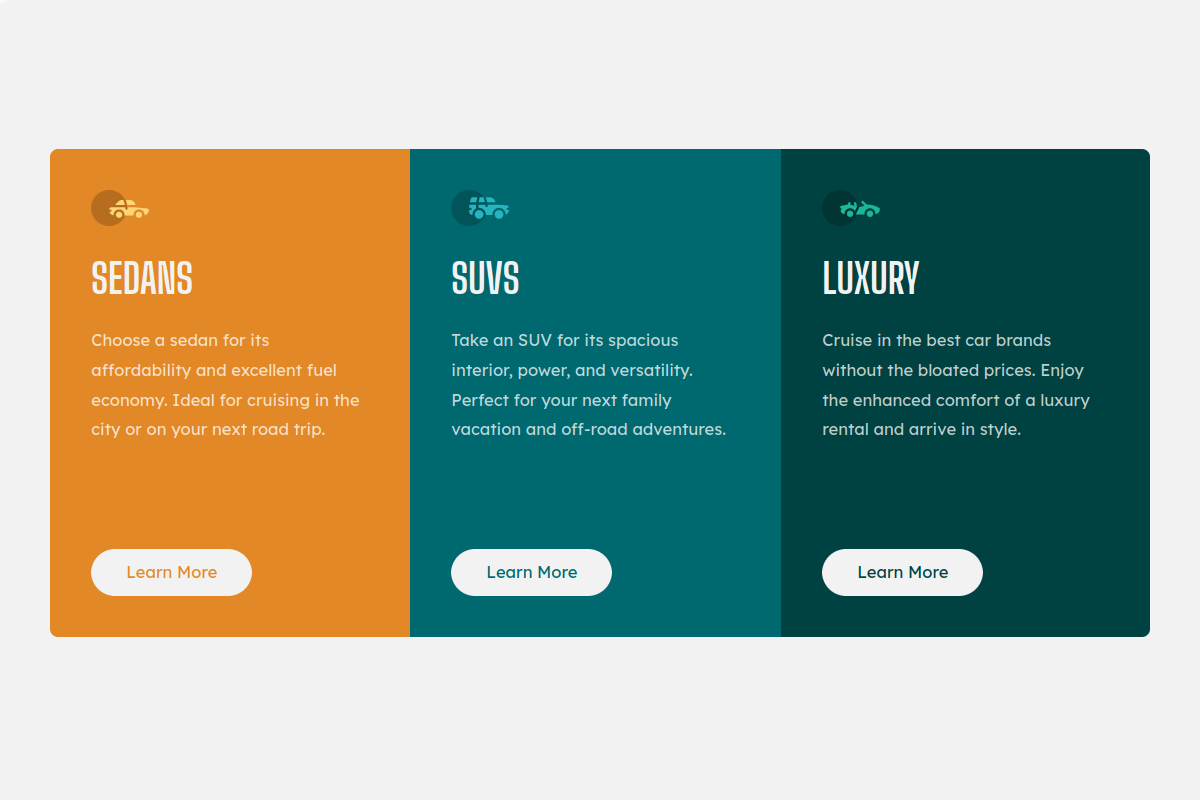 SEDANS
Choose a sedan for its
affordability and excellent fuel
economy. Ideal for cruising in the
city or on your next road trip.
Learn More
SUVS
Take an SUV for its spacious
interior, power, and versatility.
Perfect for your next family
vacation and off-road adventures.
Learn More
LUXURY
Cruise in the best car brands
without the bloated prices. Enjoy
the enhanced comfort of a luxury
rental and arrive in style.
Learn More